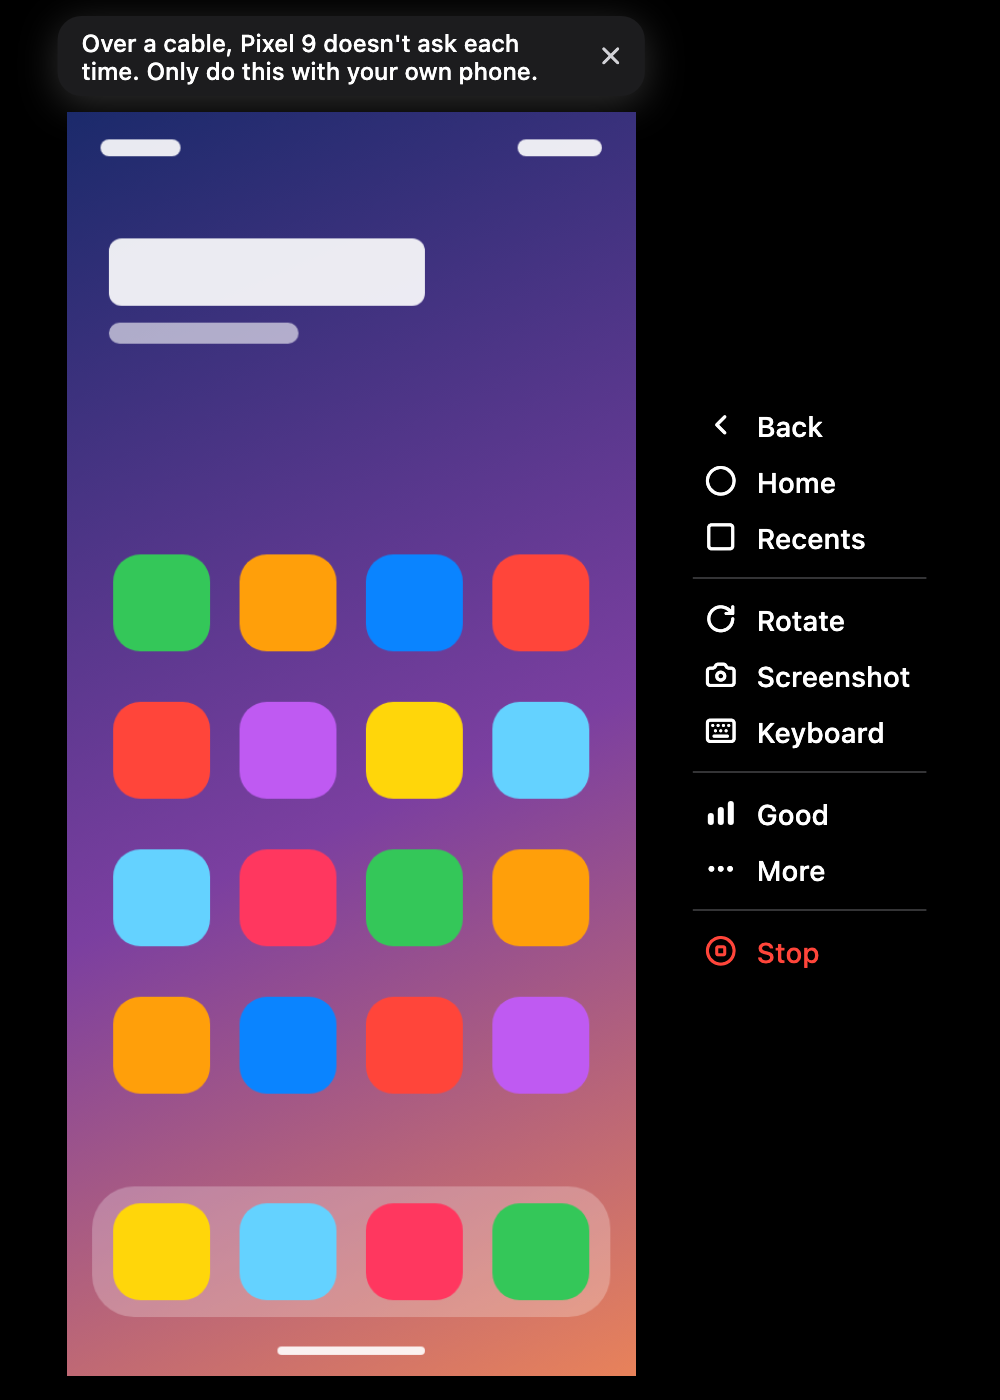 Over a cable, Pixel 9 doesn't ask each
time. Only do this with your own phone.
Back
Home
Recents
Rotate
Screenshot
Keyboard
Good
More
Stop